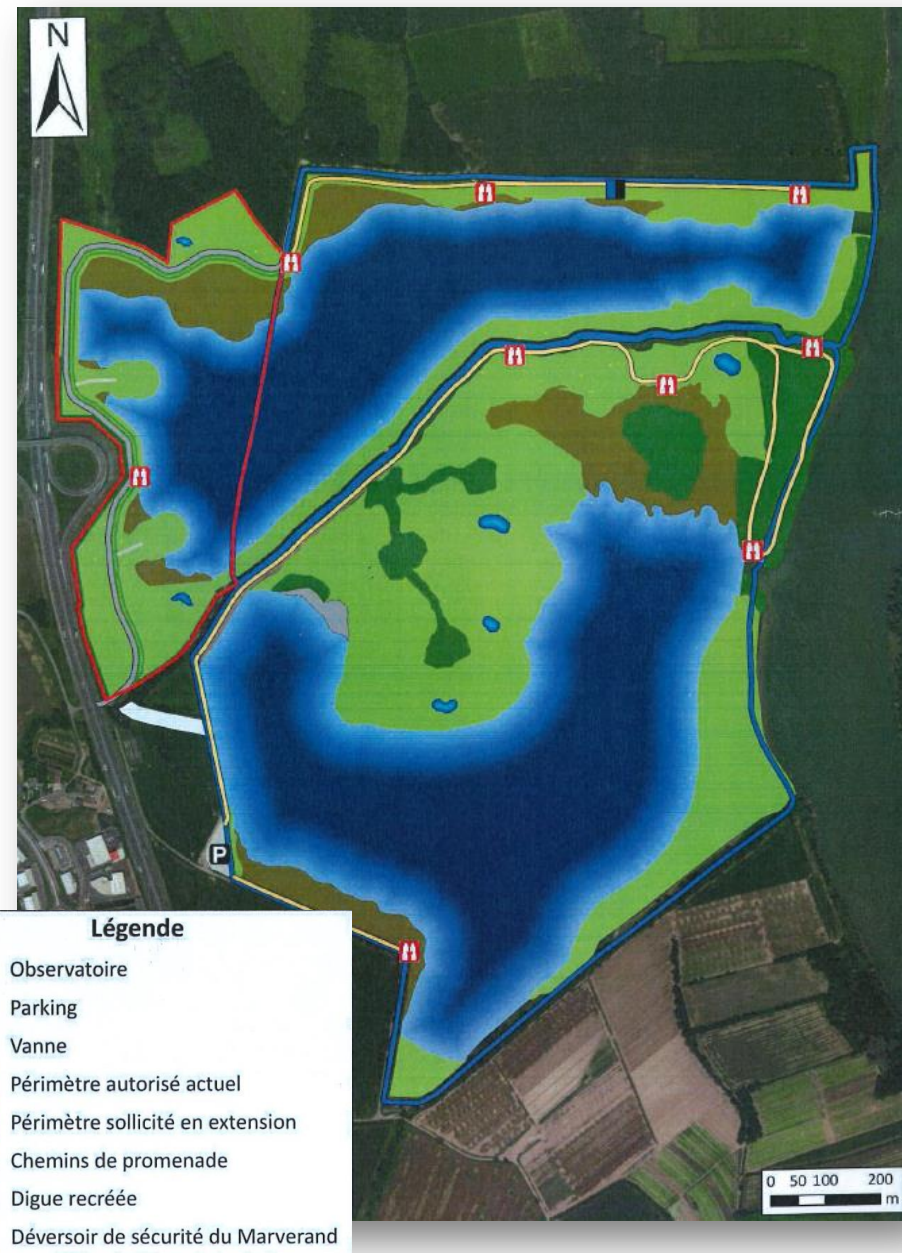 N
P
Légende
Observatoire
Parking
Vanne
Périmètre autorisé actuel
Périmètre sollicité en extension
Chemins de promenade
Digue recréée
Déversoir de sécurité du Marverand
0 50 100 200
m